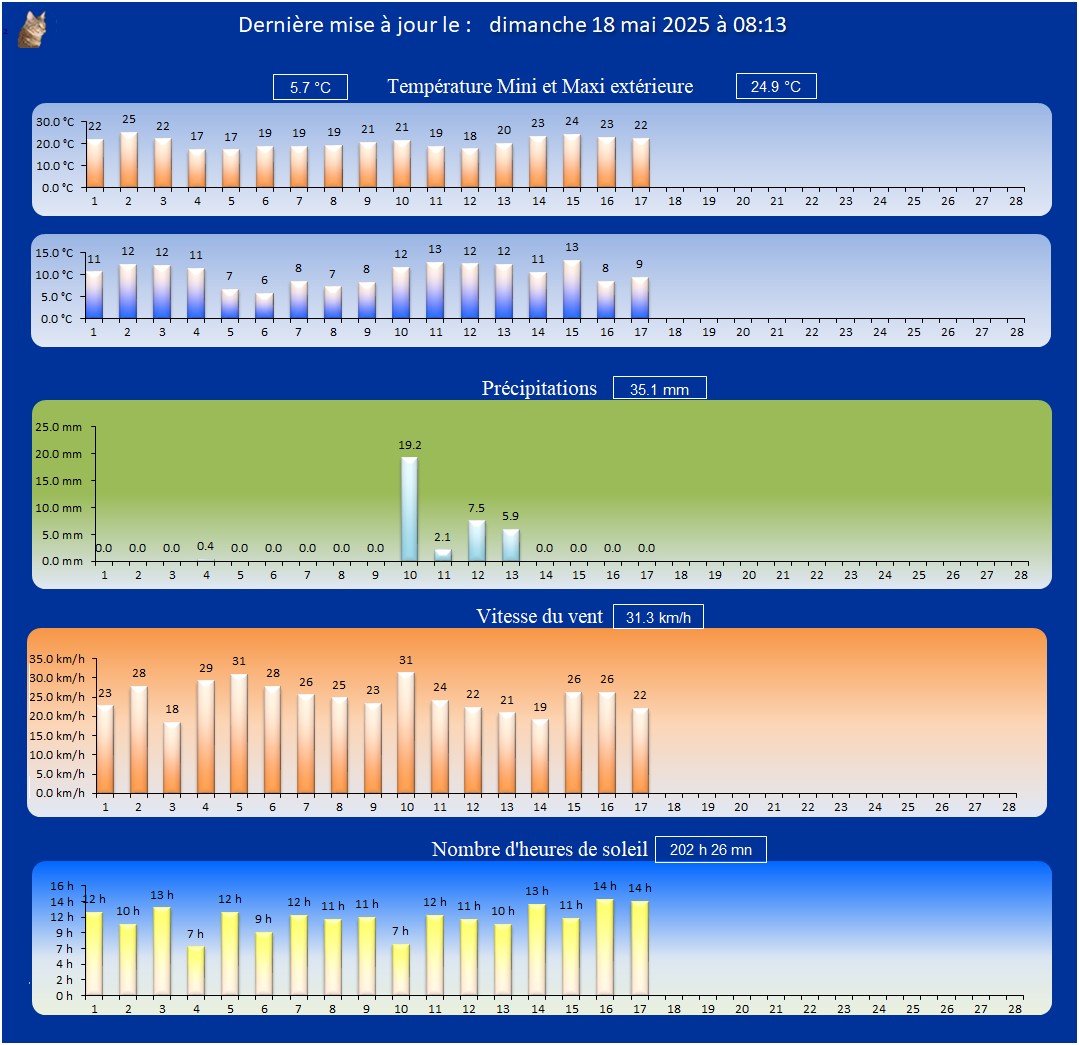 Dernière mise à jour le : dimanche 18 mai 2025 à 08:13
5.7 °C Température Mini et Maxi extérieure 24.9 °C
22 25 22 17 17 19 19 19 21 21 19 18 20 23 24 23 22
30.0 °C
20.0 °C
10.0 °C
0.0 °C
1 2 3 4 5 6 7 8 9 10 11 12 13 14 15 16 17 18 19 20 21 22 23 24 25 26 27 28
11 12 12 11 7 6 8 7 8 12 13 12 12 11 13 8 9
15.0 °C
10.0 °C
5.0 °C
0.0 °C
1 2 3 4 5 6 7 8 9 10 11 12 13 14 15 16 17 18 19 20 21 22 23 24 25 26 27 28
Précipitations 35.1 mm
25.0 mm
20.0 mm
15.0 mm
10.0 mm
5.0 mm
0.0 mm
0.0 0.0 0.0 0.4 0.0 0.0 0.0 0.0 0.0 19.2 2.1 7.5 5.9 0.0 0.0 0.0 0.0
1 2 3 4 5 6 7 8 9 10 11 12 13 14 15 16 17 18 19 20 21 22 23 24 25 26 27 28
Vitesse du vent 31.3 km/h
35.0 km/h
30.0 km/h
25.0 km/h
20.0 km/h
15.0 km/h
10.0 km/h
5.0 km/h
0.0 km/h
23 28 18 29 31 28 26 25 23 31 24 22 21 19 26 26 22
1 2 3 4 5 6 7 8 9 10 11 12 13 14 15 16 17 18 19 20 21 22 23 24 25 26 27 28
Nombre d'heures de soleil 202 h 26 mn
16 h
14 h
12 h
9 h
7 h
4 h
2 h
0 h
12 h 10 h 13 h 7 h 12 h 9 h 12 h 11 h 11 h 7 h 12 h 11 h 10 h 13 h 11 h 14 h 14 h
1 2 3 4 5 6 7 8 9 10 11 12 13 14 15 16 17 18 19 20 21 22 23 24 25 26 27 28